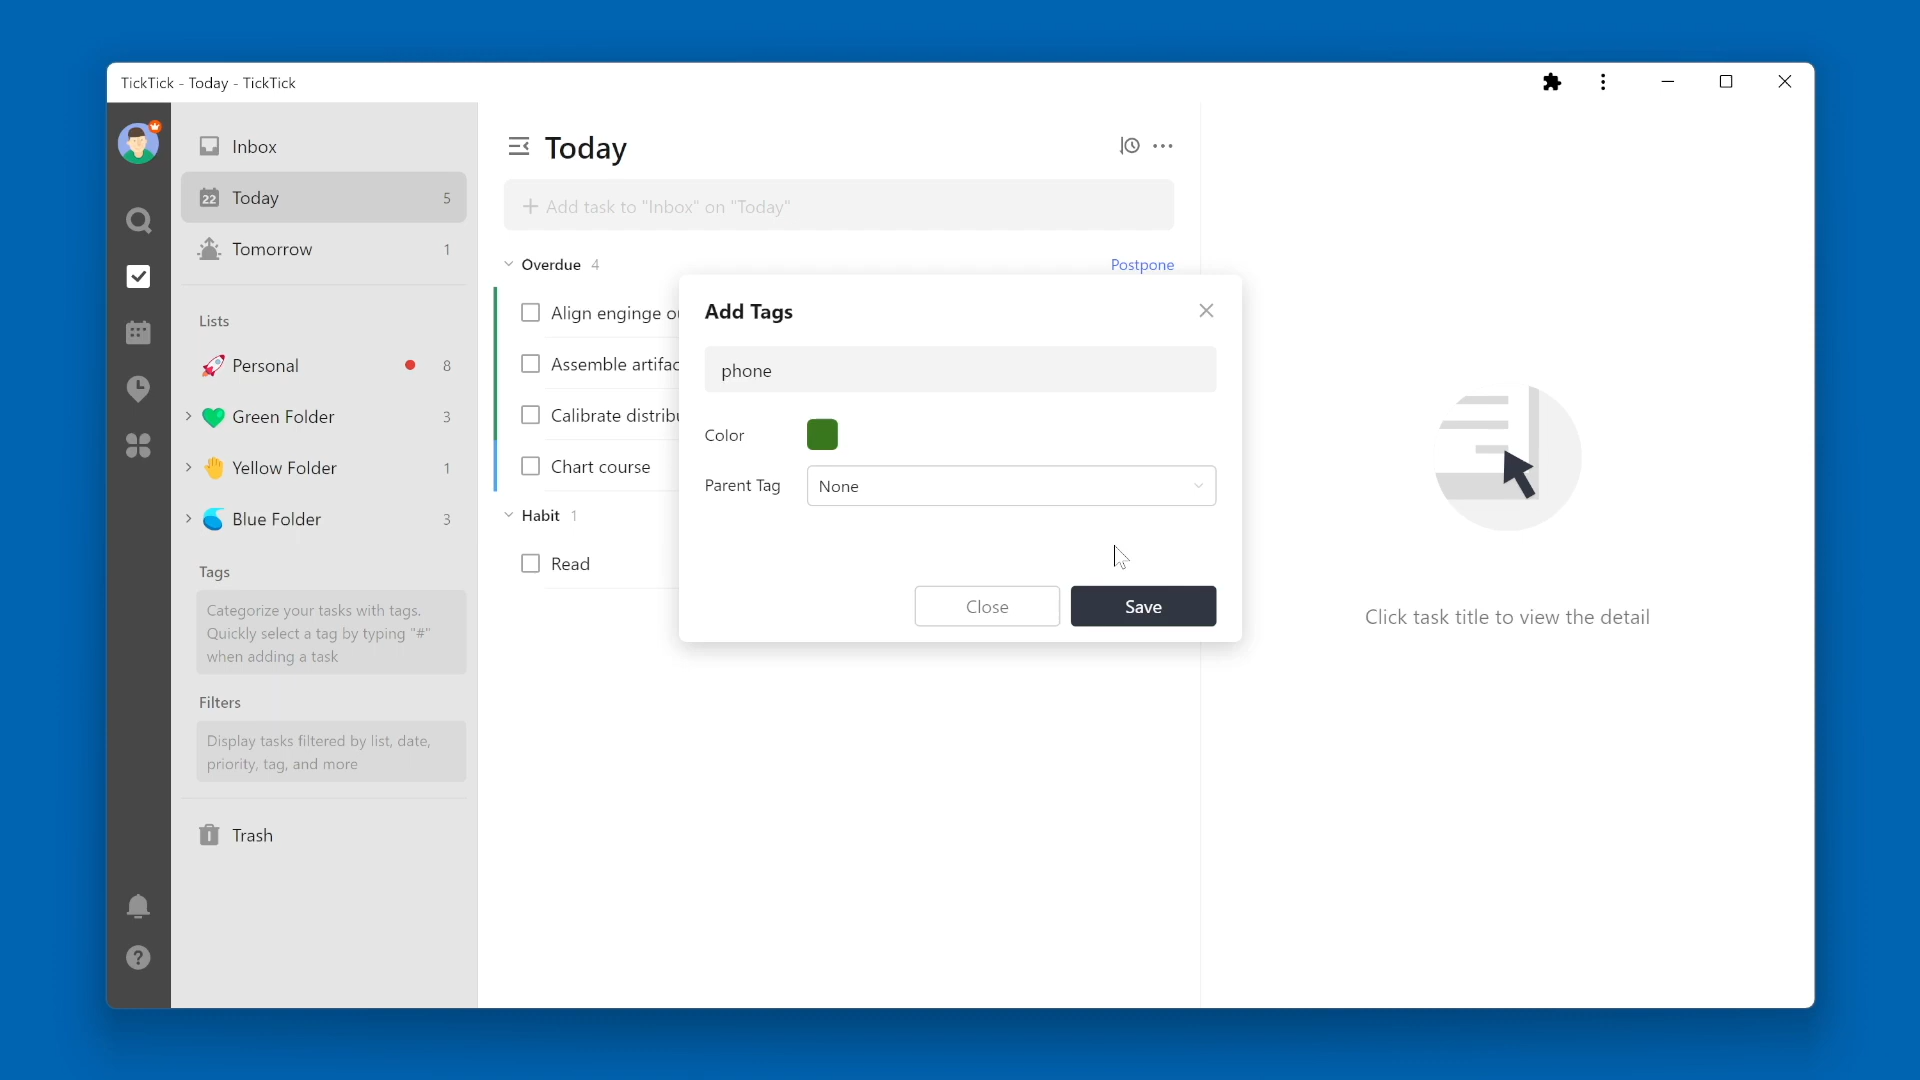 TickTick - Today - TickTick
Inbox
22 Today 5
Tomorrow 1
Lists
Personal 8
Green Folder 3
Yellow Folder 1
Blue Folder 3
Tags
Categorize your tasks with tags.
Quickly select a tag by typing "#"
when adding a task
Filters
Display tasks filtered by list, date,
priority, tag, and more
Trash
Today
+ Add task to "Inbox" on "Today"
Overdue 4 Postpone
Align enginge
Assemble artifac
Calibrate distrib
Chart course
Habit 1
Read
Add Tags
phone
Color
Parent Tag None
Close Save
Click task title to view the detail